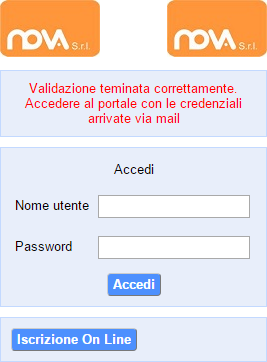 NOVA S.r.l. NOVA S.r.l.
Validazione teminata correttamente.
Accedere al portale con le credenziali
arrivate via mail
Accedi
Nome utente
Password
Accedi
Iscrizione On Line